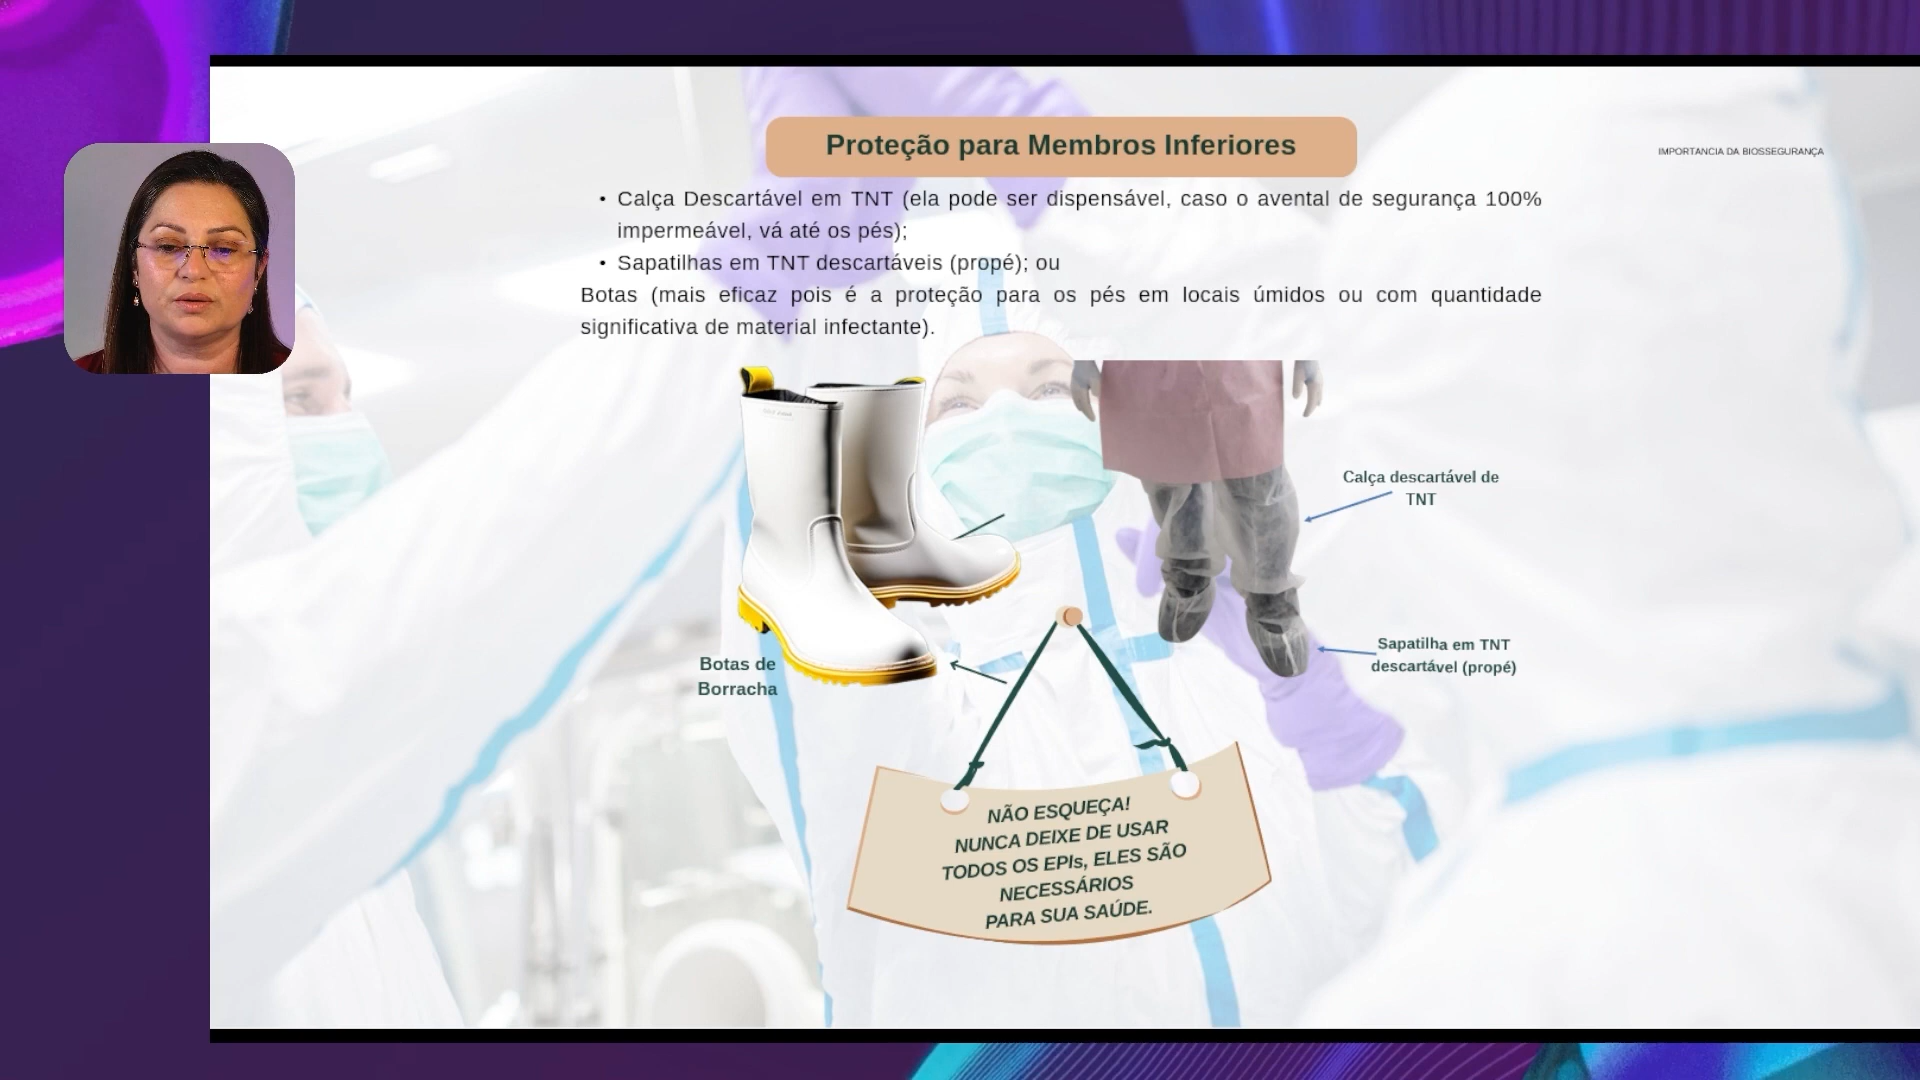 Proteção para Membros Inferiores
IMPORTANCIA DA BIOSSEGURANÇA
• Calça Descartável em TNT (ela pode ser dispensável, caso o avental de segurança 100%
impermeável, vá até os pés);
• Sapatilhas em TNT descartáveis (propé); ou
Botas (mais eficaz pois é a proteção para os pés em locais úmidos ou com quantidade
significativa de material infectante).
Calça descartável de
TNT
Sapatilha em TNT
descartável (propé)
Botas de
Borracha
NÃO ESQUEÇA!
NUNCA DEIXE DE USAR
TODOS OS EPIs, ELES SÃO
NECESSÁRIOS
PARA SUA SAÚDE.